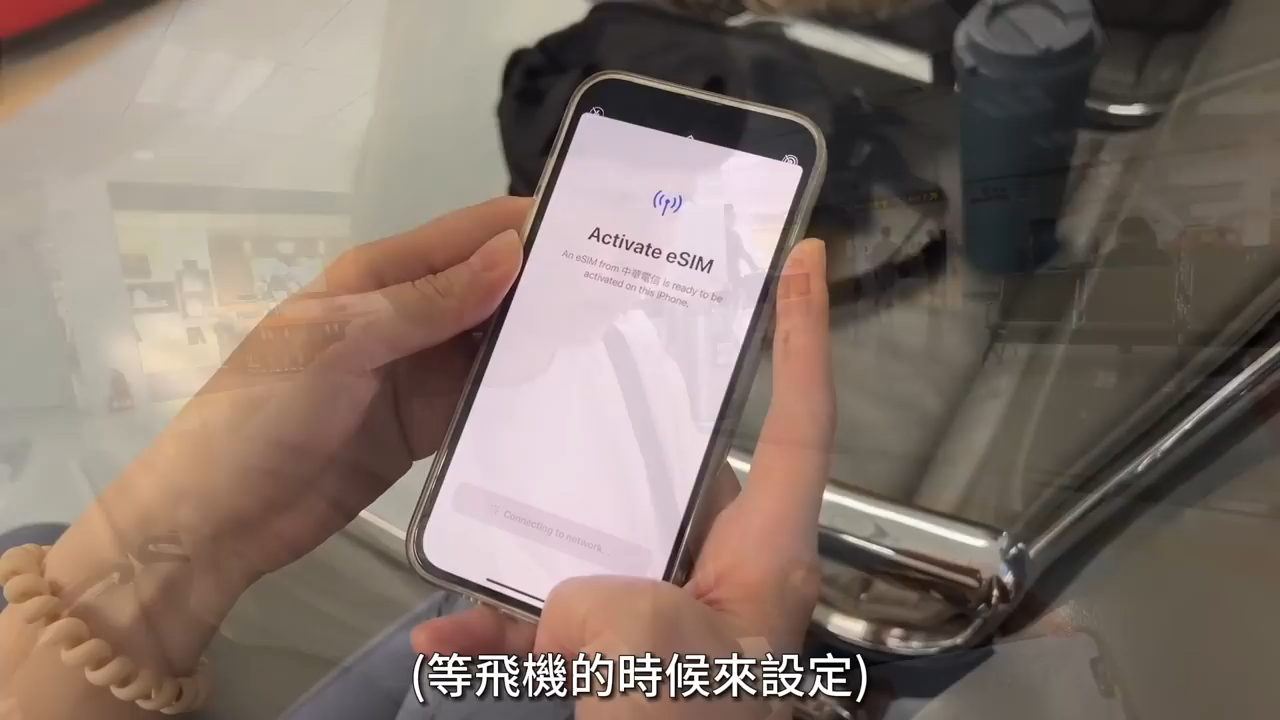 Activate eSIM
An eSIM from 中華電信 is ready to be
activated on this iPhone.
Connecting to network...
(等飛機的時候來設定)